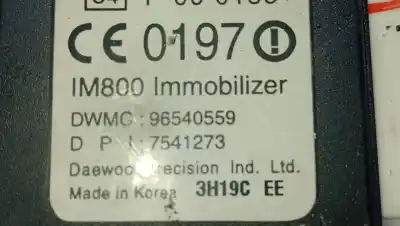 CE 0197
IM800 Immobilizer
DWMC : 96540559
D P I : 7541273
Daewoo Precision Ind. Ltd.
Made in Korea 3H19C EE